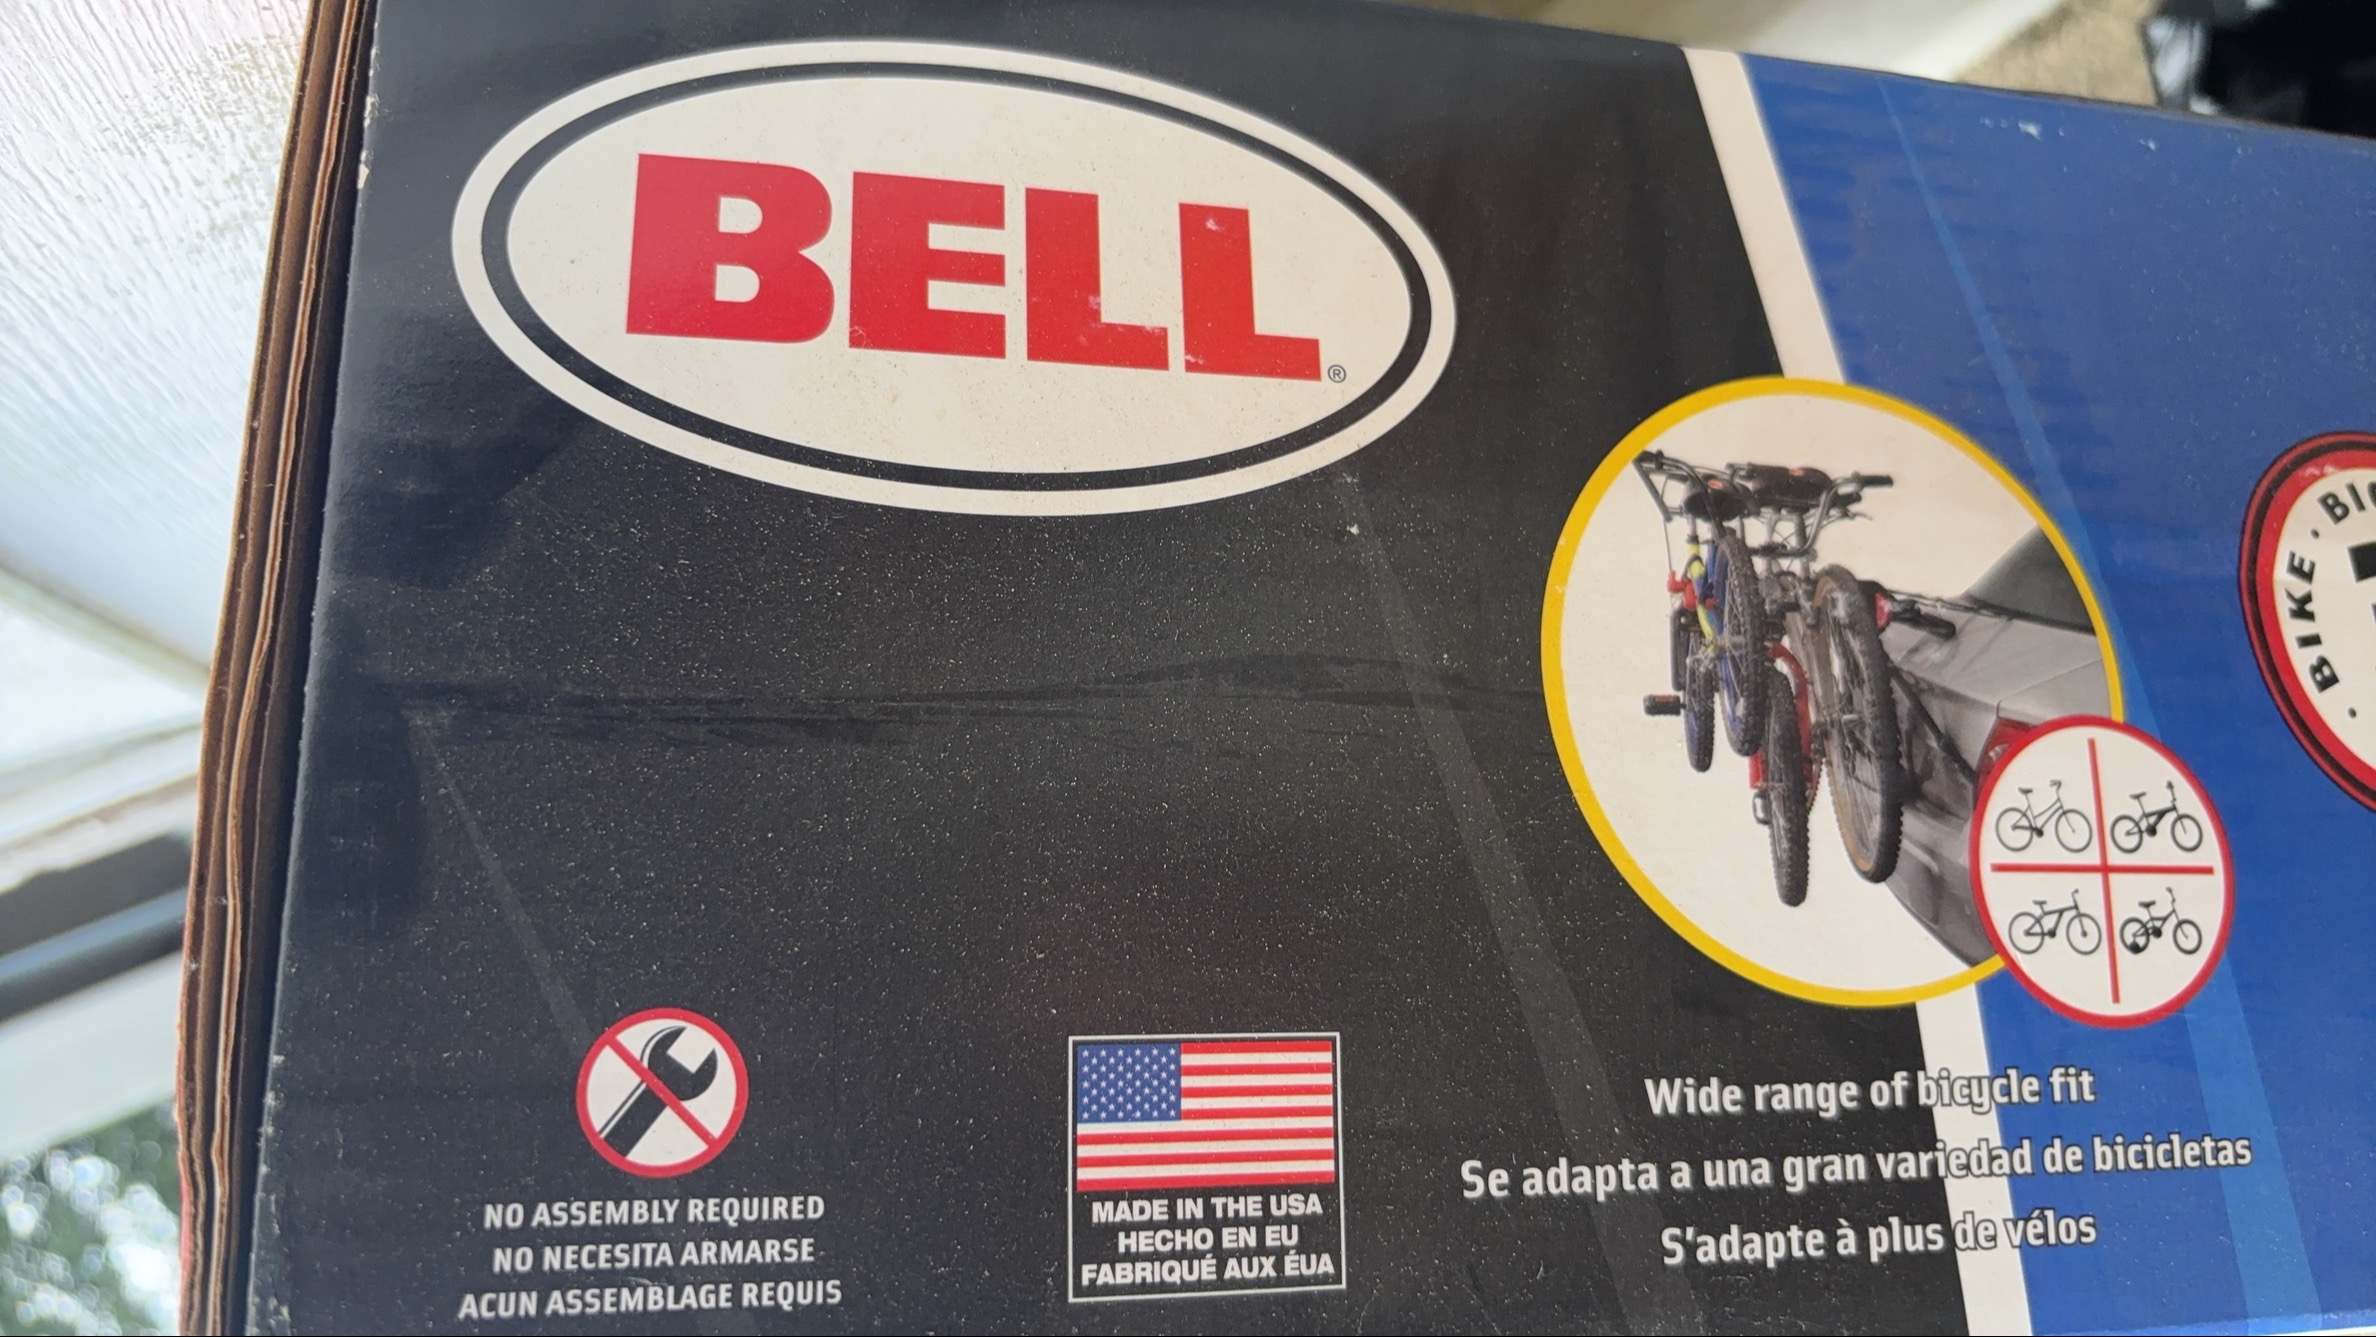 BELL®
BIKE
Wide range of bicycle fit
Se adapta a una gran variedad de bicicletas
S'adapte à plus de vélos
NO ASSEMBLY REQUIRED
NO NECESITA ARMARSE
ACUN ASSEMBLAGE REQUIS
MADE IN THE USA
HECHO EN EU
FABRIQUÉ AUX ÉUA